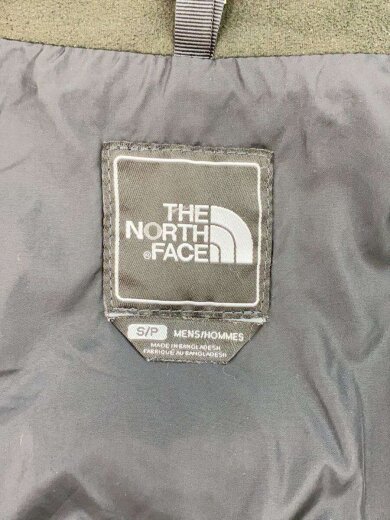 THE
NORTH
®FACE
S/P MENS/HOMMES
MADE IN BANGLADESH
FABRIQUÉ AU BANGLADESH